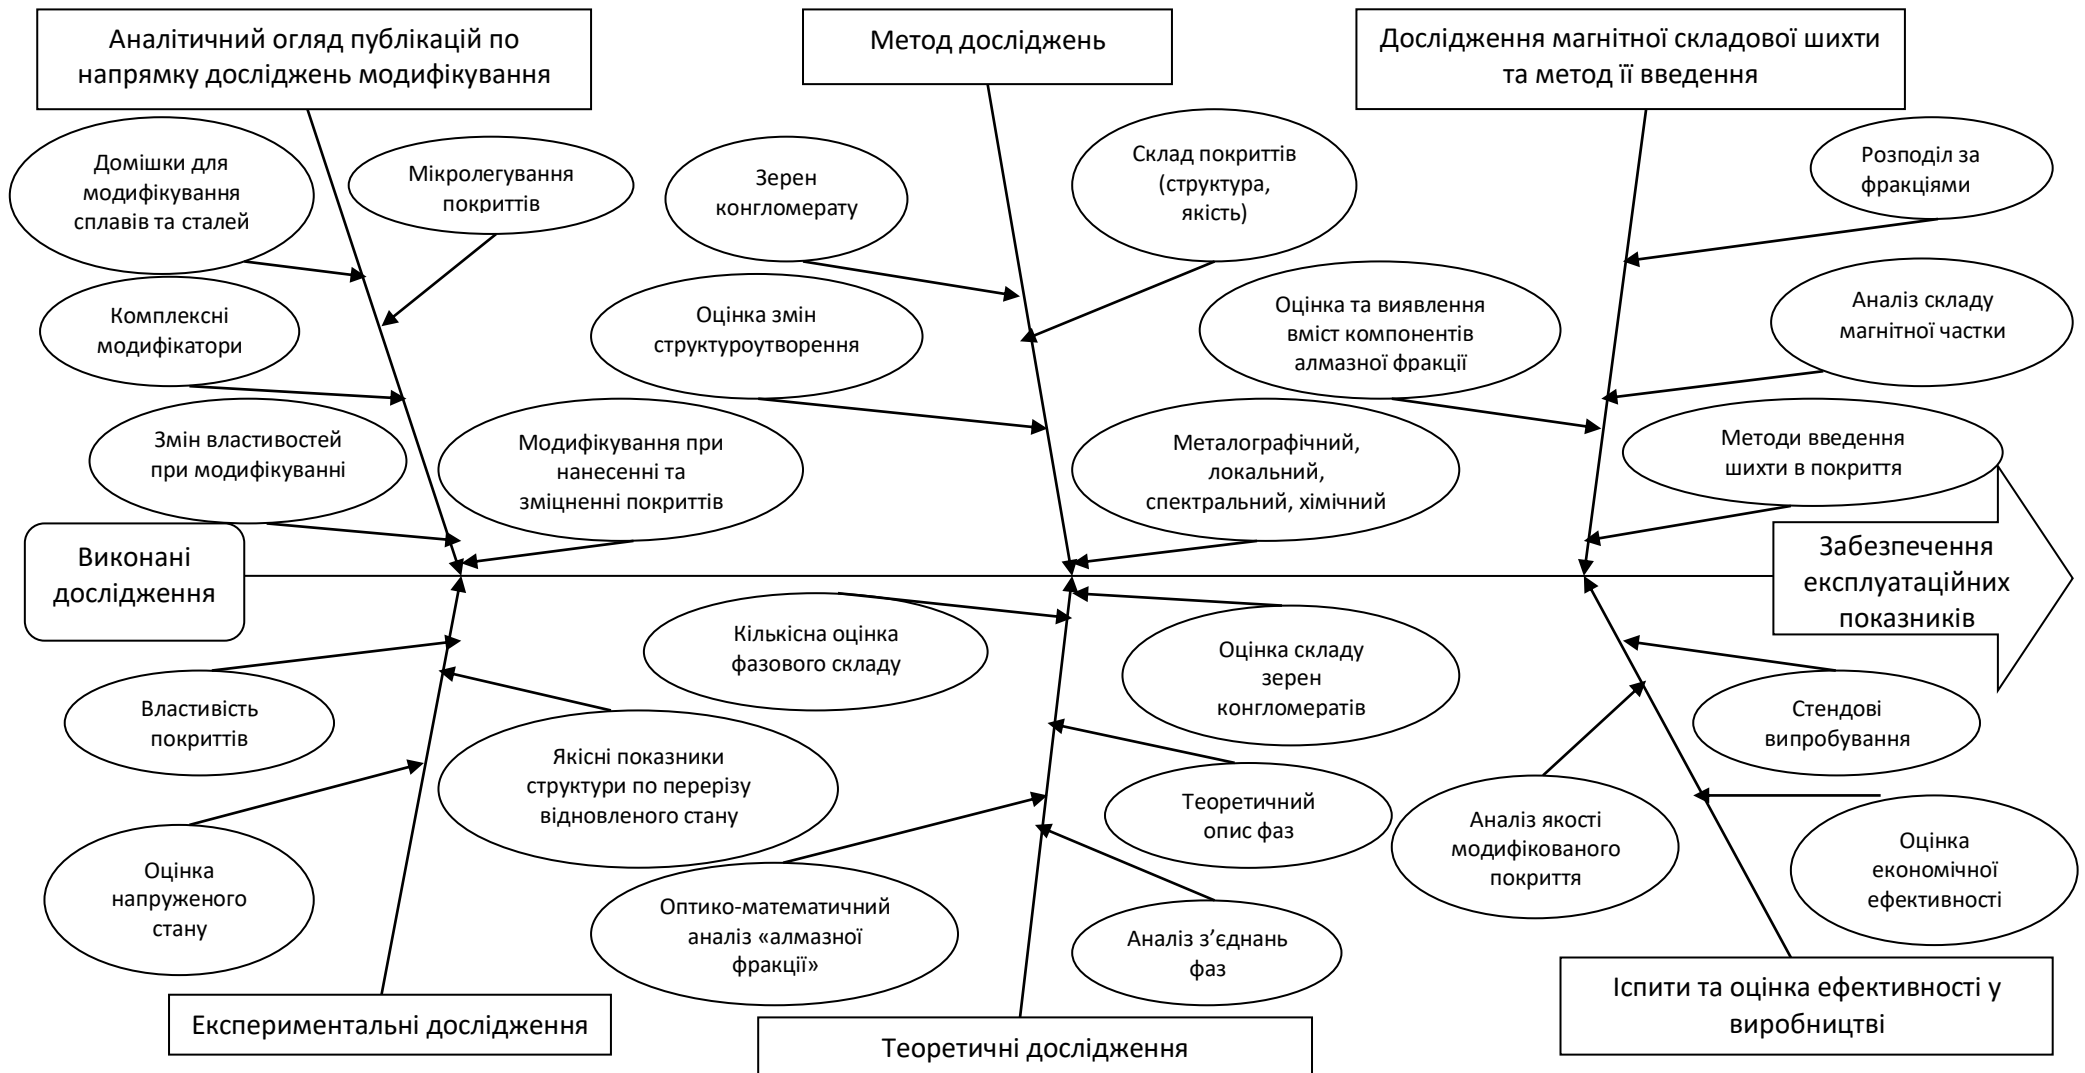 Аналітичний огляд публікацій по
напрямку досліджень модифікування
Метод досліджень
Дослідження магнітної складової шихти
та метод її введення
Домішки для
модифікування
сплавів та сталей
Мікролегування
покриттів
Зерен
конгломерату
Склад покриттів
(структура,
якість)
Розподіл за
фракціями
Комплексні
модифікатори
Оцінка змін
структуроутворення
Оцінка та виявлення
вміст компонентів
алмазної фракції
Аналіз складу
магнітної частки
Змін властивостей
при модифікуванні
Модифікування при
нанесенні та
зміцненні покриттів
Металографічний,
локальний,
спектральний, хімічний
Методи введення
шихти в покриття
Виконані
дослідження
Забезпечення
експлуатаційних
показників
Кількісна оцінка
фазового складу
Оцінка складу
зерен
конгломератів
Властивість
покриттів
Стендові
випробування
Якісні показники
структури по перерізу
відновленого стану
Теоретичний
опис фаз
Аналіз якості
модифікованого
покриття
Оцінка
економічної
ефективності
Оцінка
напруженого
стану
Оптико-математичний
аналіз «алмазної
фракції»
Аналіз з’єднань
фаз
Експериментальні дослідження
Теоретичні дослідження
Іспити та оцінка ефективності у
виробництві